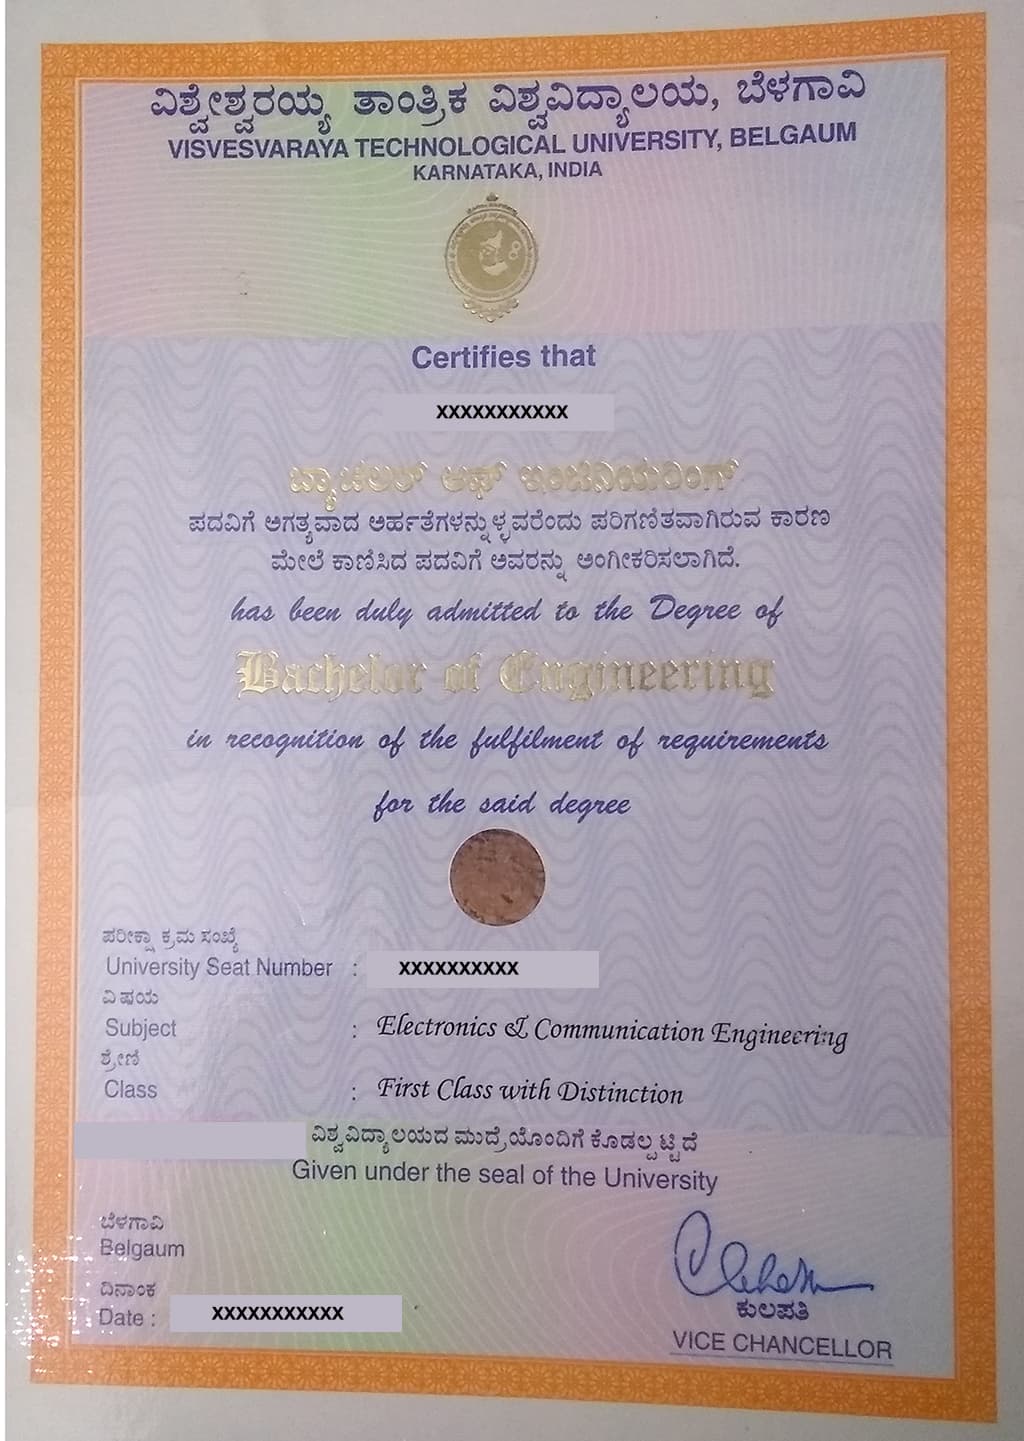 ವಿಶ್ವೇಶ್ವರಯ್ಯ ತಾಂತ್ರಿಕ ವಿಶ್ವವಿದ್ಯಾಲಯ, ಬೆಳಗಾವಿ
VISVESVARAYA TECHNOLOGICAL UNIVERSITY, BELGAUM
KARNATAKA, INDIA
Certifies that
XXXXXXXXXXX
ಬ್ಯಾಚಲರ್ ಆಫ್ ಇಂಜಿನಿಯರಿಂಗ್
ಪದವಿಗೆ ಅಗತ್ಯವಾದ ಅರ್ಹತೆಗಳನ್ನುಳ್ಳವರೆಂದು ಪರಿಗಣಿತವಾಗಿರುವ ಕಾರಣ
ಮೇಲೆ ಕಾಣಿಸಿದ ಪದವಿಗೆ ಅವರನ್ನು ಅಂಗೀಕರಿಸಲಾಗಿದೆ.
has been duly admitted to the Degree of
Bachelor of Engineering
in recognition of the fulfilment of requirements
for the said degree
ಪರೀಕ್ಷಾ ಕ್ರಮ ಸಂಖ್ಯೆ
University Seat Number : XXXXXXXXXX
ವಿಷಯ
Subject : Electronics & Communication Engineering
ಶ್ರೇಣಿ
Class : First Class with Distinction
ವಿಶ್ವವಿದ್ಯಾಲಯದ ಮುದ್ರೆಯೊಂದಿಗೆ ಕೊಡಲ್ಪಟ್ಟಿದೆ
Given under the seal of the University
ಬೆಳಗಾವಿ
Belgaum
ದಿನಾಂಕ
Date : XXXXXXXXXXX
ಕುಲಪತಿ
VICE CHANCELLOR